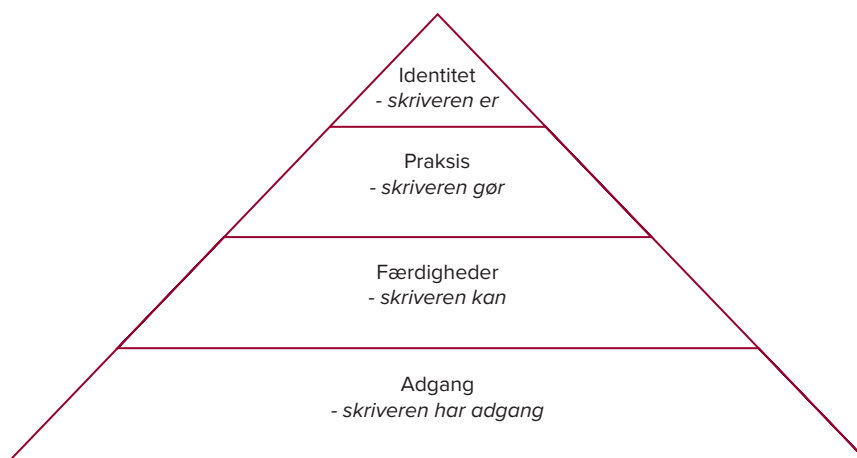 Identitet
- skriveren er
Praksis
- skriveren gør
Færdigheder
- skriveren kan
Adgang
- skriveren har adgang